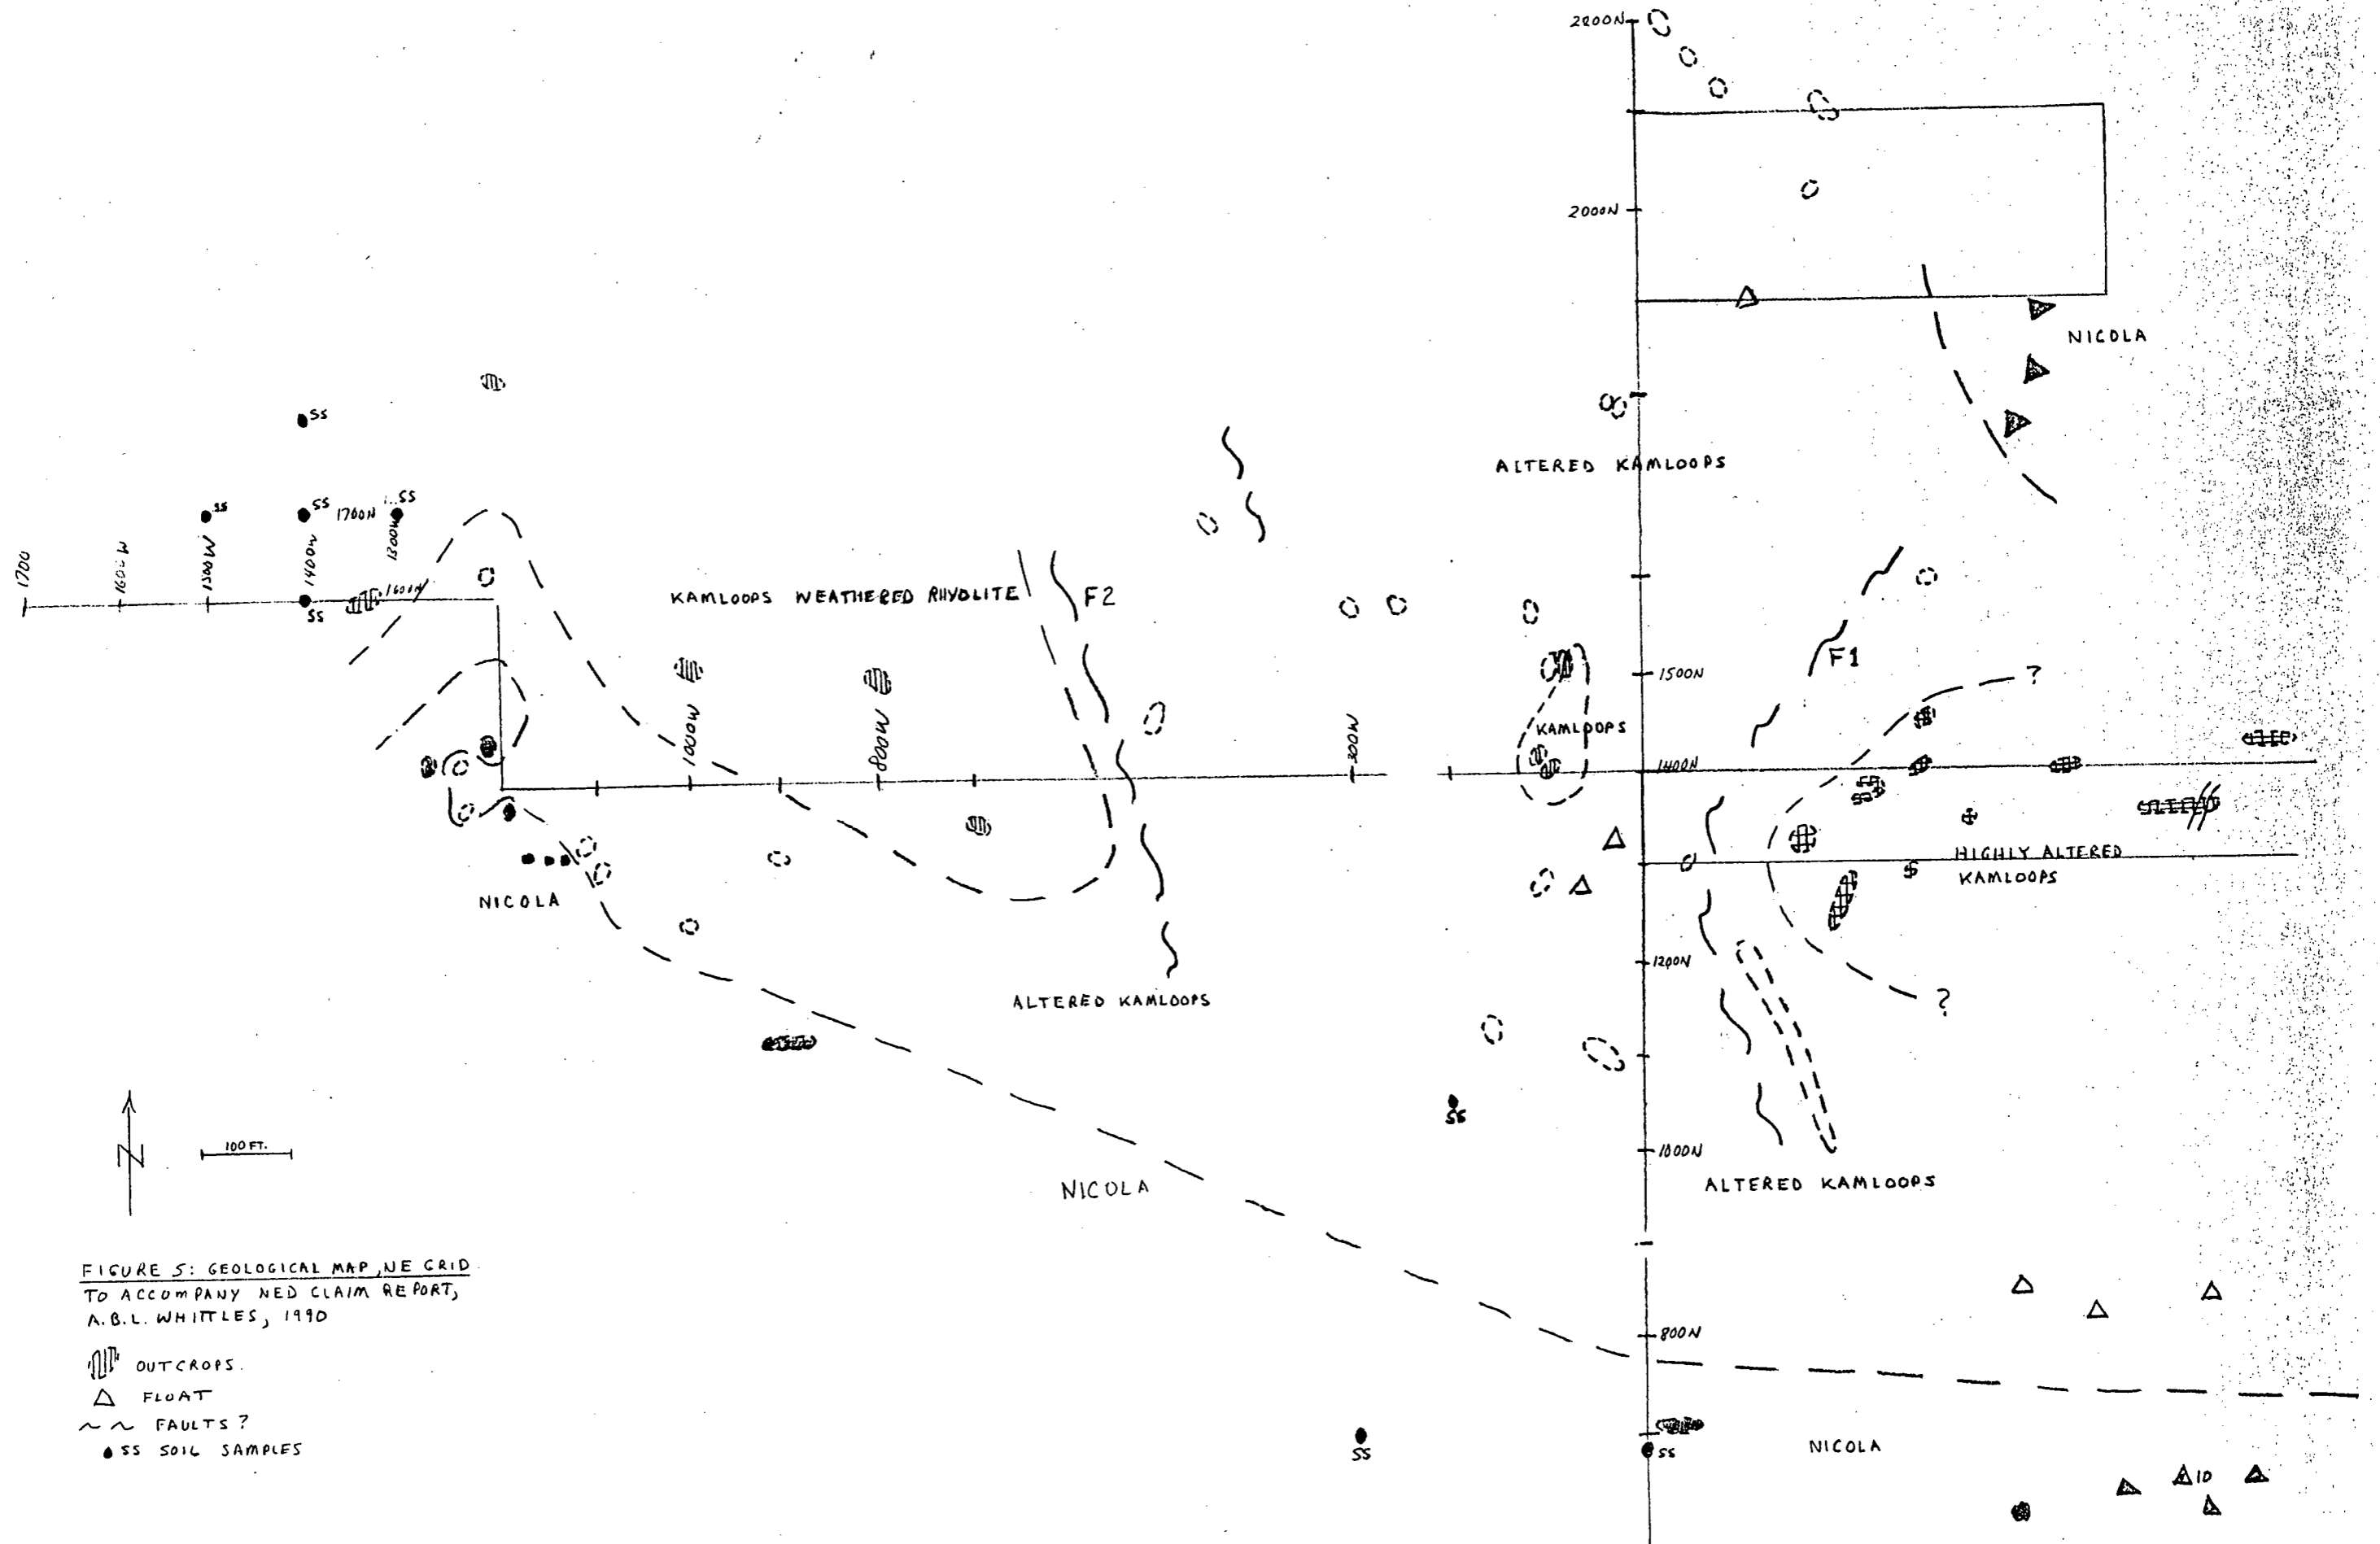 2200N
2000N
NICOLA
ALTERED KAMLOOPS
SS
SS
SS
1700N
SS
1700
1600W
1500W
1400W
1300W
1600N
SS
KAMLOOPS WEATHERED RHYOLITE
F2
F1
1500N
?
1000W
800W
300W
KAMLOOPS
1400N
HIGHLY ALTERED
KAMLOOPS
NICOLA
1200N
ALTERED KAMLOOPS
?
SS
100 FT.
N
1000N
NICOLA
ALTERED KAMLOOPS
FIGURE 5: GEOLOGICAL MAP, NE GRID
TO ACCOMPANY NED CLAIM REPORT,
A.B.L. WHITTLES, 1990
800N
OUTCROPS.
FLOAT
FAULTS?
SS SOIL SAMPLES
SS
SS
NICOLA
10